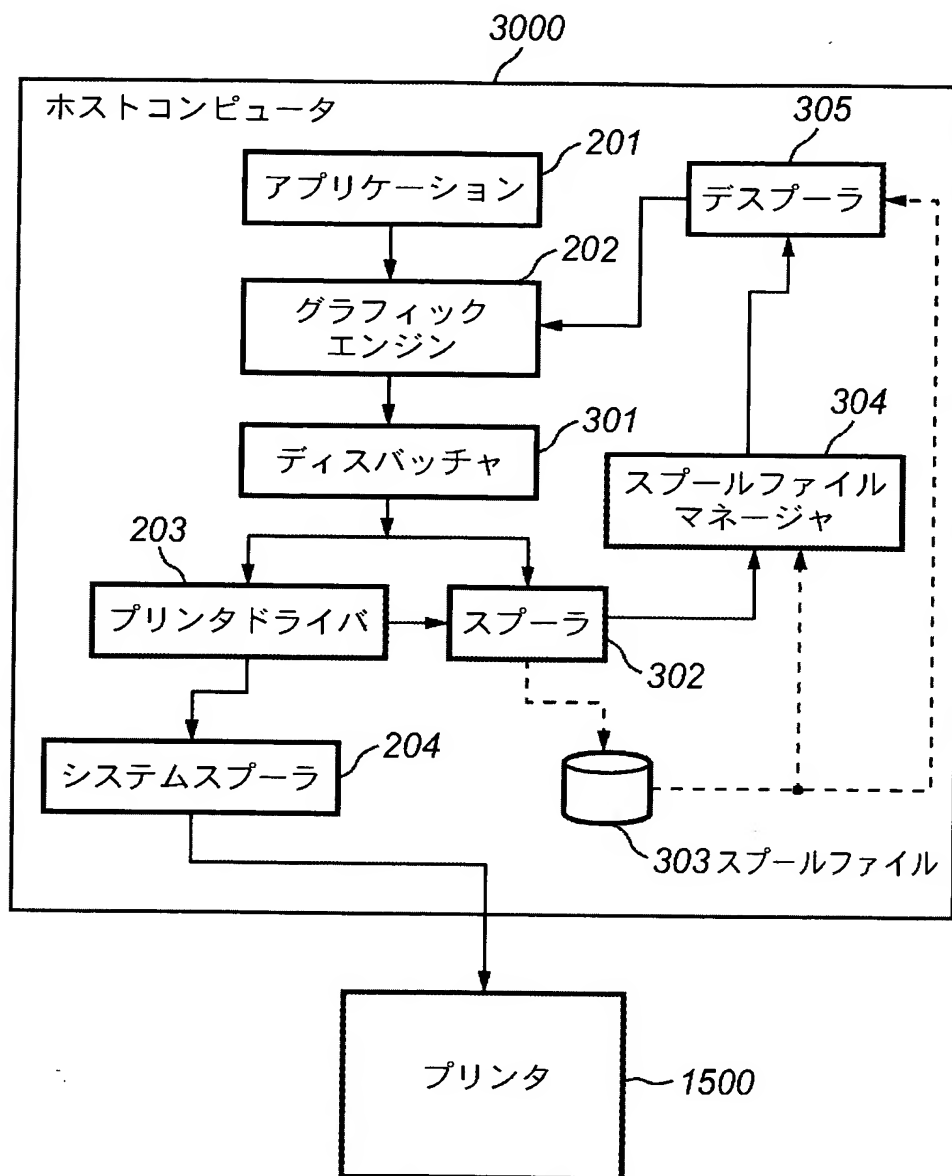 3000
ホストコンピュータ
305
201
アプリケーション
デスプーラ
202
グラフィック
エンジン
301
304
ディスバッチャ
スプールファイル
マネージャ
203
プリンタドライバ
スプーラ
302
204
システムスプーラ
303スプールファイル
プリンタ
1500